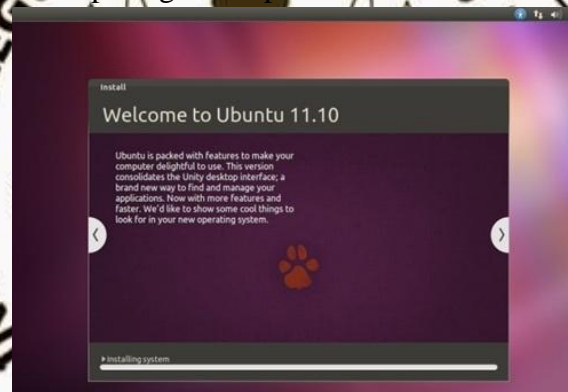 Install
Welcome to Ubuntu 11.10
Ubuntu is packed with features to make your
computer delightful to use. This version
consolidates the Unity desktop interface; a
brand new way to find and manage your
applications. Now with more features and
faster. We'd like to show some cool things to
look for in your new operating system.
Installing system